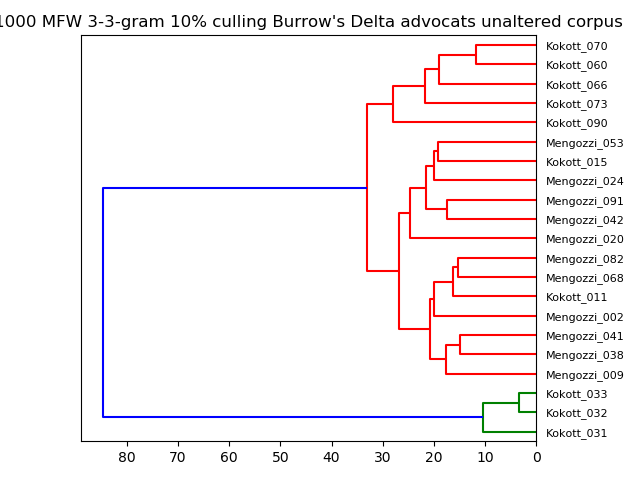 1000 MFW 3-3-gram 10% culling Burrow's Delta advocats unaltered corpus
Kokott_070
Kokott_060
Kokott_066
Kokott_073
Kokott_090
Mengozzi_053
Kokott_015
Mengozzi_024
Mengozzi_091
Mengozzi_042
Mengozzi_020
Mengozzi_082
Mengozzi_068
Kokott_011
Mengozzi_002
Mengozzi_041
Mengozzi_038
Mengozzi_009
Kokott_033
Kokott_032
Kokott_031
80 70 60 50 40 30 20 10 0